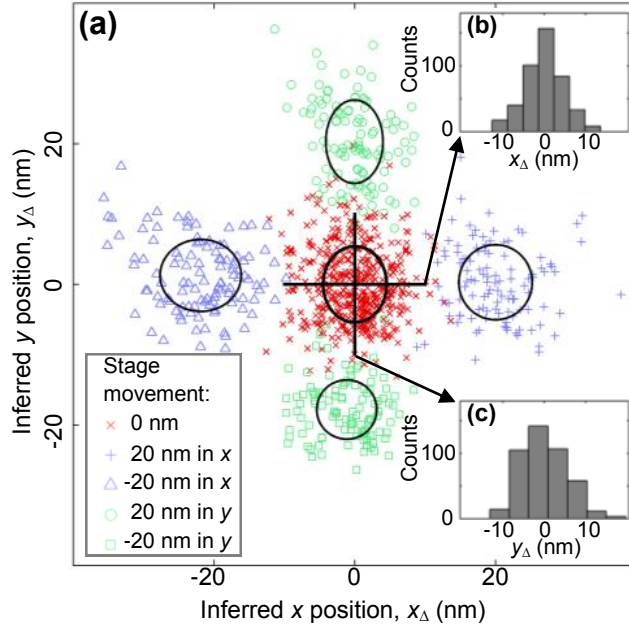 (a)
(b)
Counts
100
0
-10 0 10
x_Δ (nm)
Inferred y position, y_Δ (nm)
20
0
-20
Stage
movement:
0 nm
20 nm in x
-20 nm in x
20 nm in y
-20 nm in y
(c)
Counts
100
0
-10 0 10
y_Δ (nm)
-20 0 20
Inferred x position, x_Δ (nm)